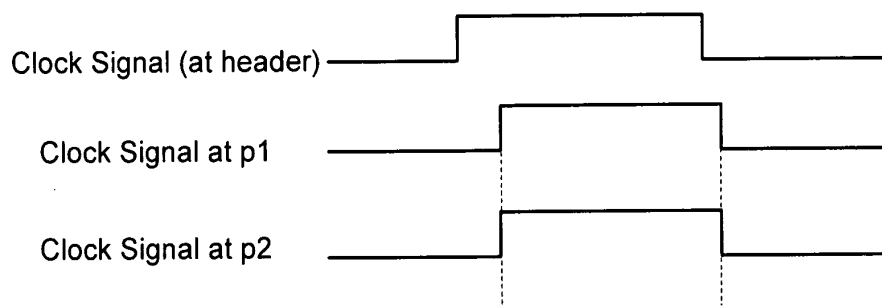 Clock Signal (at header)
Clock Signal at p1
Clock Signal at p2